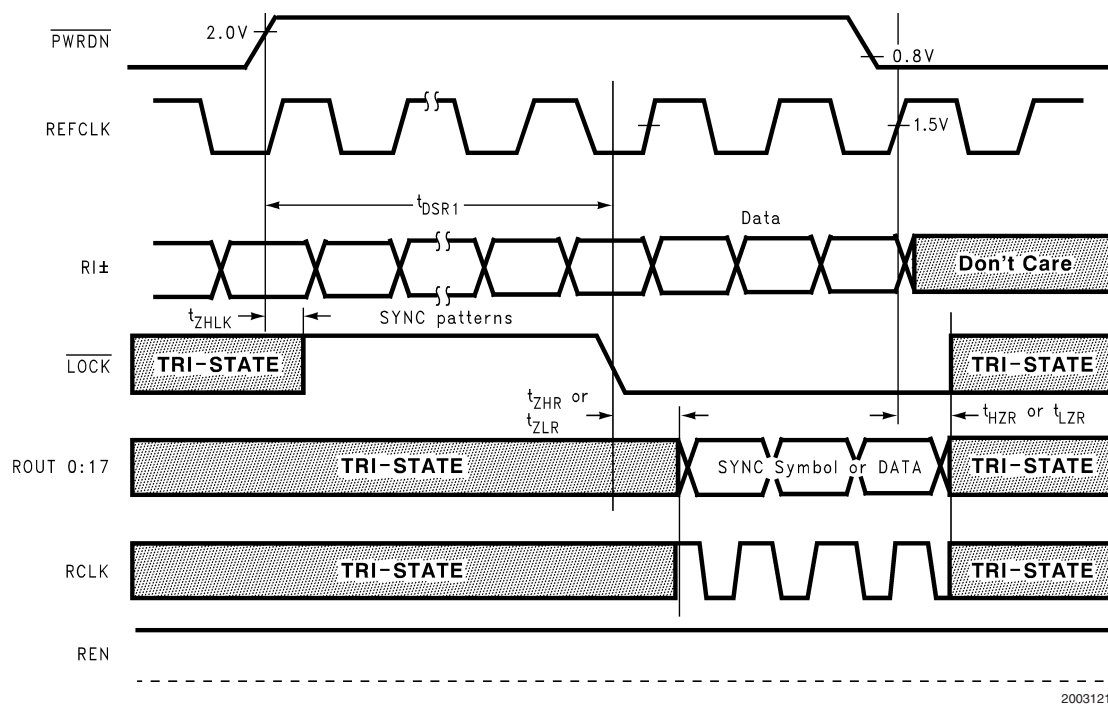 PWRDN
2.0V
0.8V
REFCLK
1.5V
tDSR1
Data
RI±
Don't Care
tZHLK
SYNC patterns
LOCK
TRI-STATE
TRI-STATE
tZHR or
tZLR
tHZR or tLZR
ROUT 0:17
TRI-STATE
SYNC Symbol or DATA
TRI-STATE
RCLK
TRI-STATE
TRI-STATE
REN
2003121